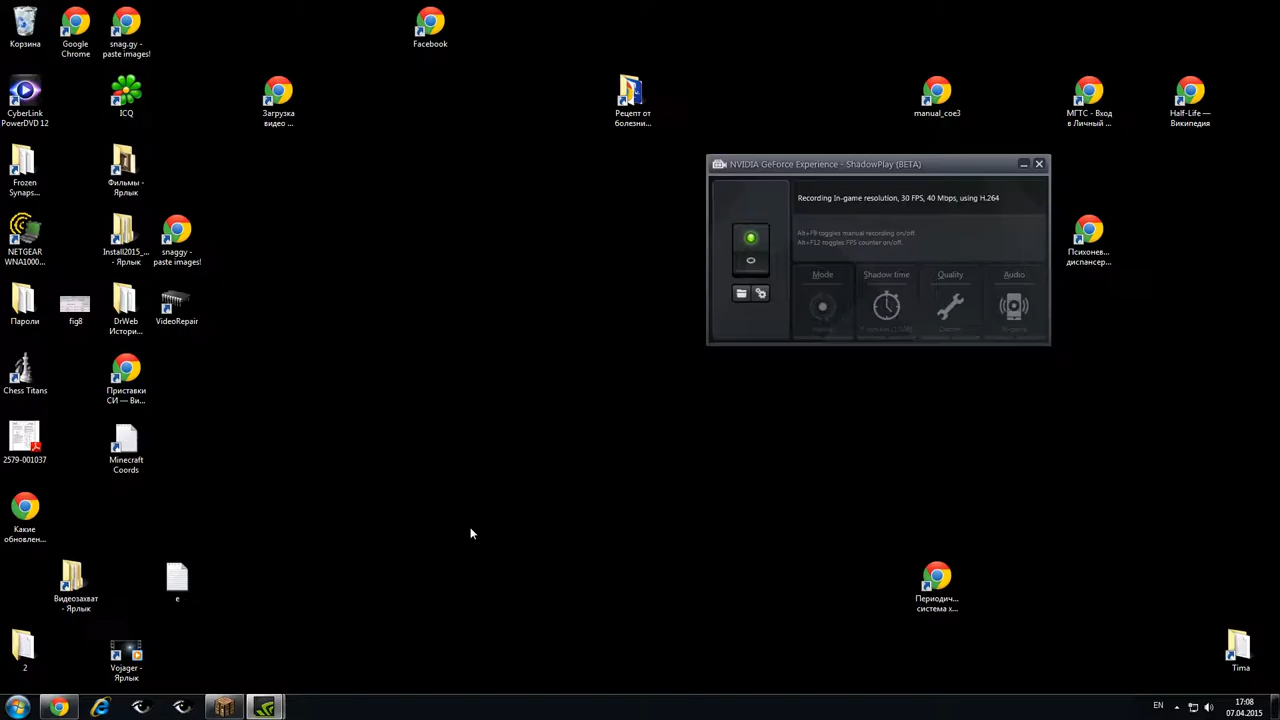 Корзина
Google
Chrome
snag.gy -
paste images!
Facebook
CyberLink
PowerDVD 12
ICQ
Загрузка
видео ...
Рецепт от
болезни...
manual_coe3
МГТС - Вход
в Личный ...
Half-Life —
Википедия
NVIDIA GeForce Experience - ShadowPlay (BETA)
Recording In-game resolution, 30 FPS, 40 Mbps, using H.264
Alt+F9 toggles manual recording on/off.
Alt+F12 toggles FPS counter on/off.
Mode
Shadow time
Quality
Audio
Frozen
Synaps...
Фильмы -
Ярлык
NETGEAR
WNA1000...
Install2015_...
- Ярлык
snaggy -
paste images!
Психонев...
диспансер...
Пароли
fig8
DrWeb
Истори...
VideoRepair
Chess Titans
Приставки
СИ — Ви...
2579-001037
Minecraft
Coords
Какие
обновлен...
Видеозахват
- Ярлык
e
Периодич...
система х...
2
Vojager -
Ярлык
Tima
EN
17:08
07.04.2015